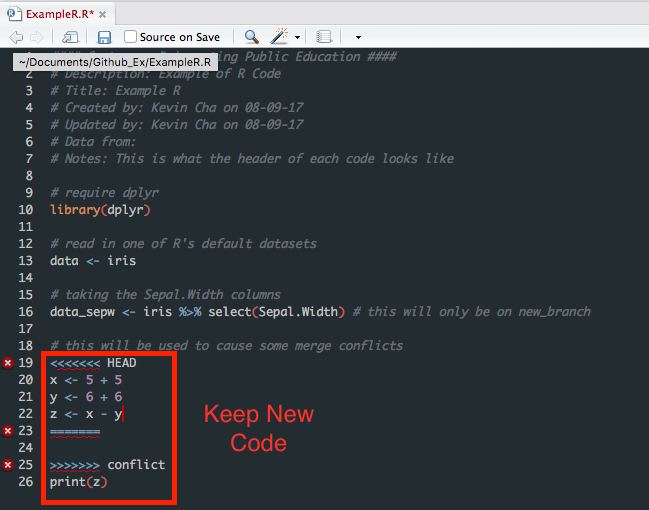 ExampleR.R*
Source on Save
ing Public Education ####
~/Documents/Github_Ex/ExampleR.R
2 # Description: Example of R Code
3 # Title: Example R
4 # Created by: Kevin Cha on 08-09-17
5 # Updated by: Kevin Cha on 08-09-17
6 # Data from:
7 # Notes: This is what the header of each code looks like
8
9 # require dplyr
10 library(dplyr)
11
12 # read in one of R's default datasets
13 data <- iris
14
15 # taking the Sepal.Width columns
16 data_sepw <- iris %>% select(Sepal.Width) # this will only be on new_branch
17
18 # this will be used to cause some merge conflicts
19 <<<<<<< HEAD
20 x <- 5 + 5
21 y <- 6 + 6
22 z <- x - y
23 =======
24
25 >>>>>>> conflict
26 print(z)
Keep New
Code